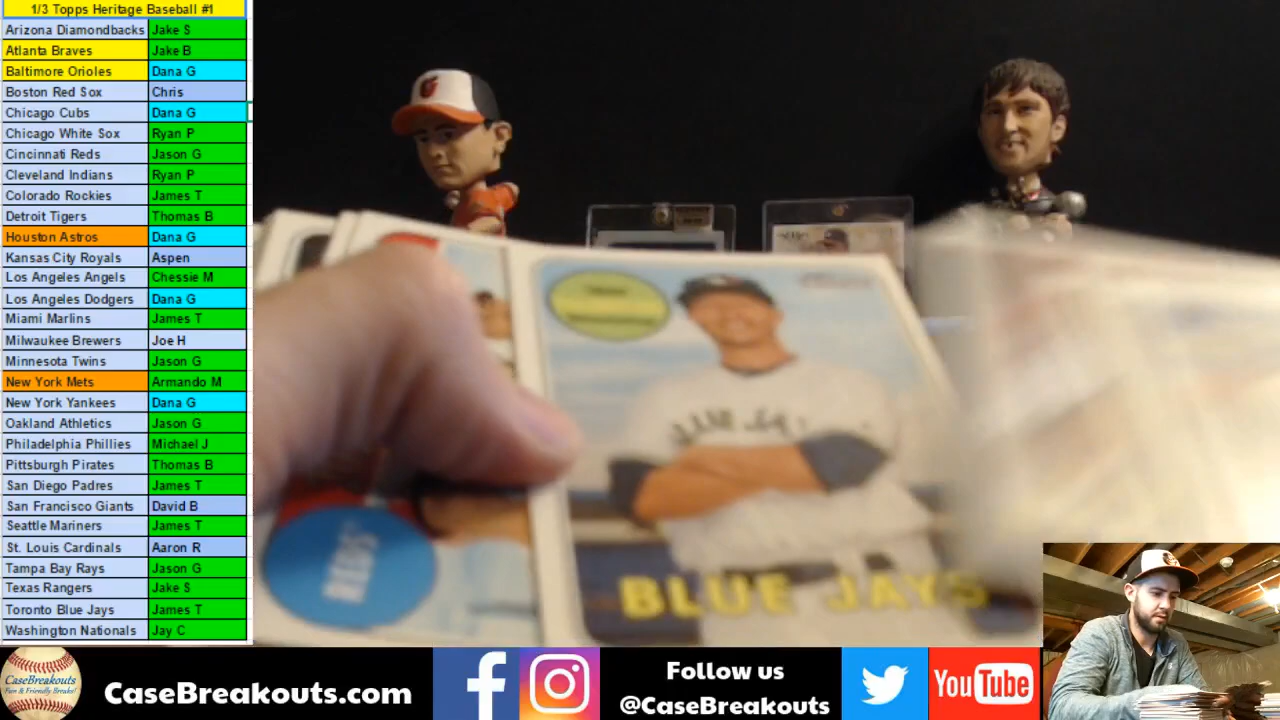 1/3 Topps Heritage Baseball #1
Arizona Diamondbacks Jake S
Atlanta Braves Jake B
Baltimore Orioles Dana G
Boston Red Sox Chris
Chicago Cubs Dana G
Chicago White Sox Ryan P
Cincinnati Reds Jason G
Cleveland Indians Ryan P
Colorado Rockies James T
Detroit Tigers Thomas B
Houston Astros Dana G
Kansas City Royals Aspen
Los Angeles Angels Chessie M
Los Angeles Dodgers Dana G
Miami Marlins James T
Milwaukee Brewers Joe H
Minnesota Twins Jason G
New York Mets Armando M
New York Yankees Dana G
Oakland Athletics Jason G
Philadelphia Phillies Michael J
Pittsburgh Pirates Thomas B
San Diego Padres James T
San Francisco Giants David B
Seattle Mariners James T
St. Louis Cardinals Aaron R
Tampa Bay Rays Jason G
Texas Rangers Jake S
Toronto Blue Jays James T
Washington Nationals Jay C
REDS
BLUE JAYS
CaseBreakouts
Fun & Friendly Breaks!
CaseBreakouts.com
Follow us
@CaseBreakouts
YouTube